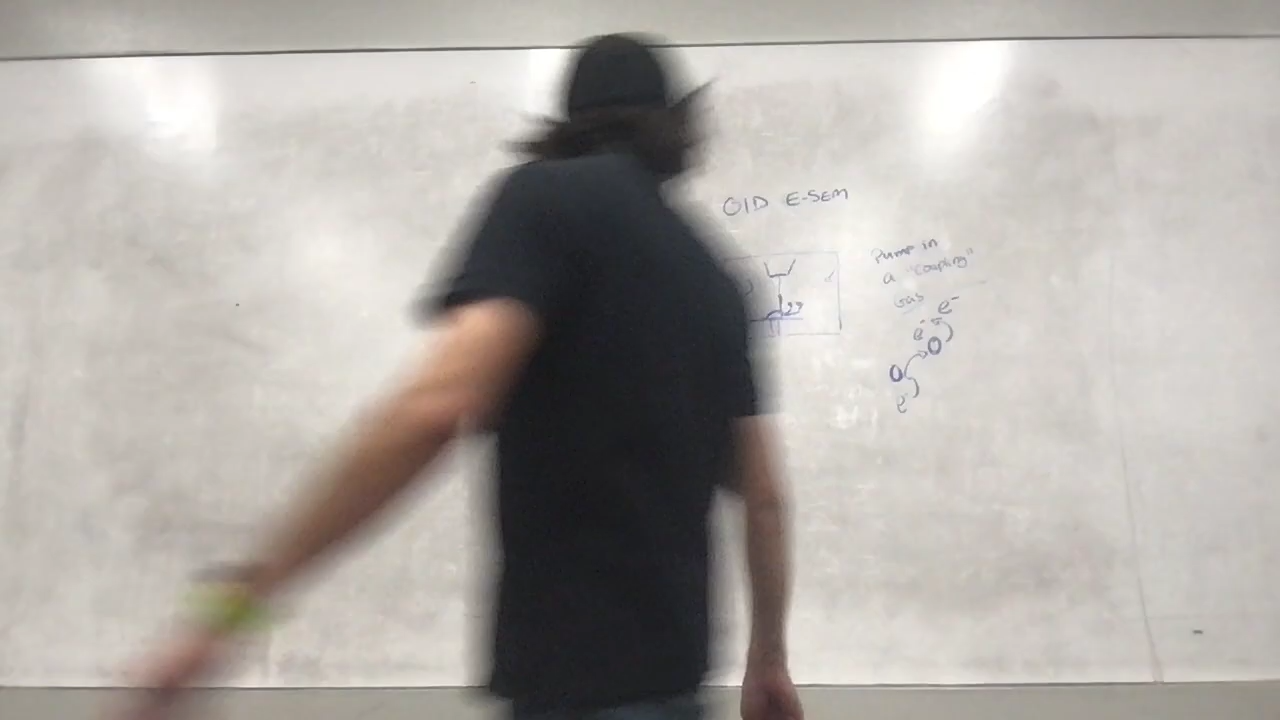 OLD E-SEM
Pump in
a "coupling"
gas
e-
e-
e-